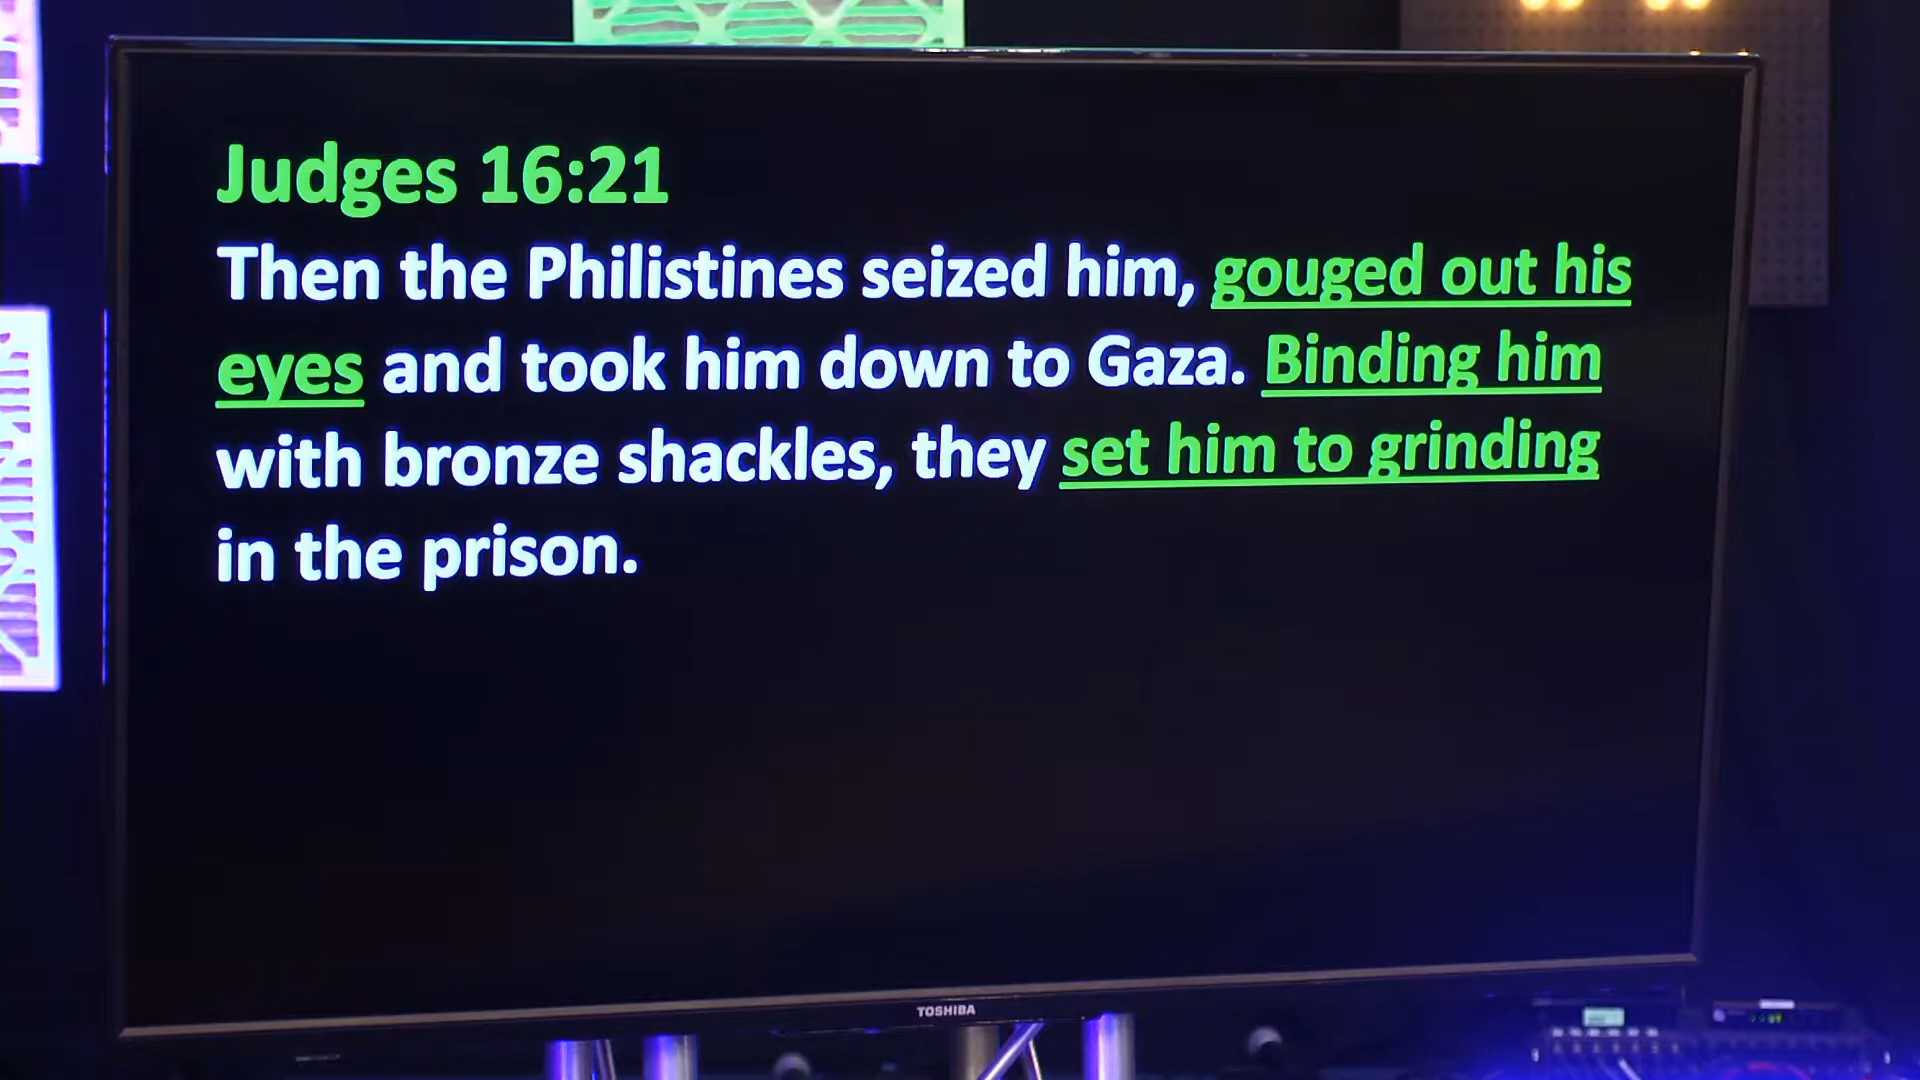 Judges 16:21
Then the Philistines seized him, gouged out his
eyes and took him down to Gaza. Binding him
with bronze shackles, they set him to grinding
in the prison.
TOSHIBA